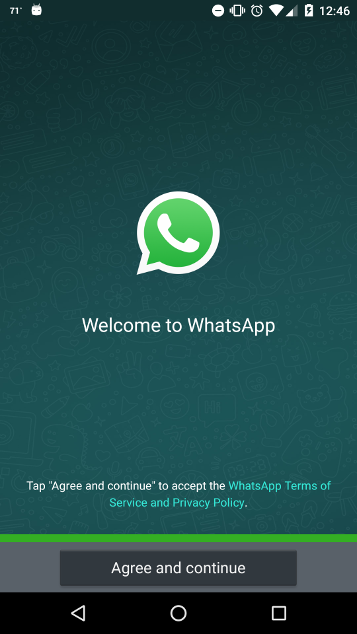 71° 12:46
Welcome to WhatsApp
Tap "Agree and continue" to accept the WhatsApp Terms of
Service and Privacy Policy.
Agree and continue